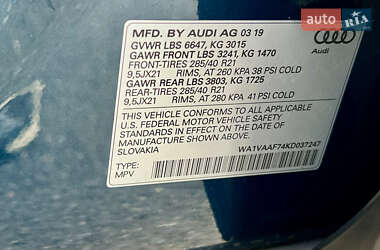 AUTO.RIA.com
MFD. BY AUDI AG 03 19
GVWR LBS 6647, KG 3015
GAWR FRONT LBS 3241, KG 1470
FRONT-TIRES 285/40 R21
9,5JX21 RIMS, AT 260 KPA 38 PSI COLD
GAWR REAR LBS 3803, KG 1725
REAR-TIRES 285/40 R21
9,5JX21 RIMS, AT 280 KPA 41 PSI COLD
Audi
THIS VEHICLE CONFORMS TO ALL APPLICABLE
U.S. FEDERAL MOTOR VEHICLE SAFETY
STANDARDS IN EFFECT ON THE DATE OF
MANUFACTURE SHOWN ABOVE.
SLOVAKIA
WA1VAAF74KD037247
TYPE:
MPV